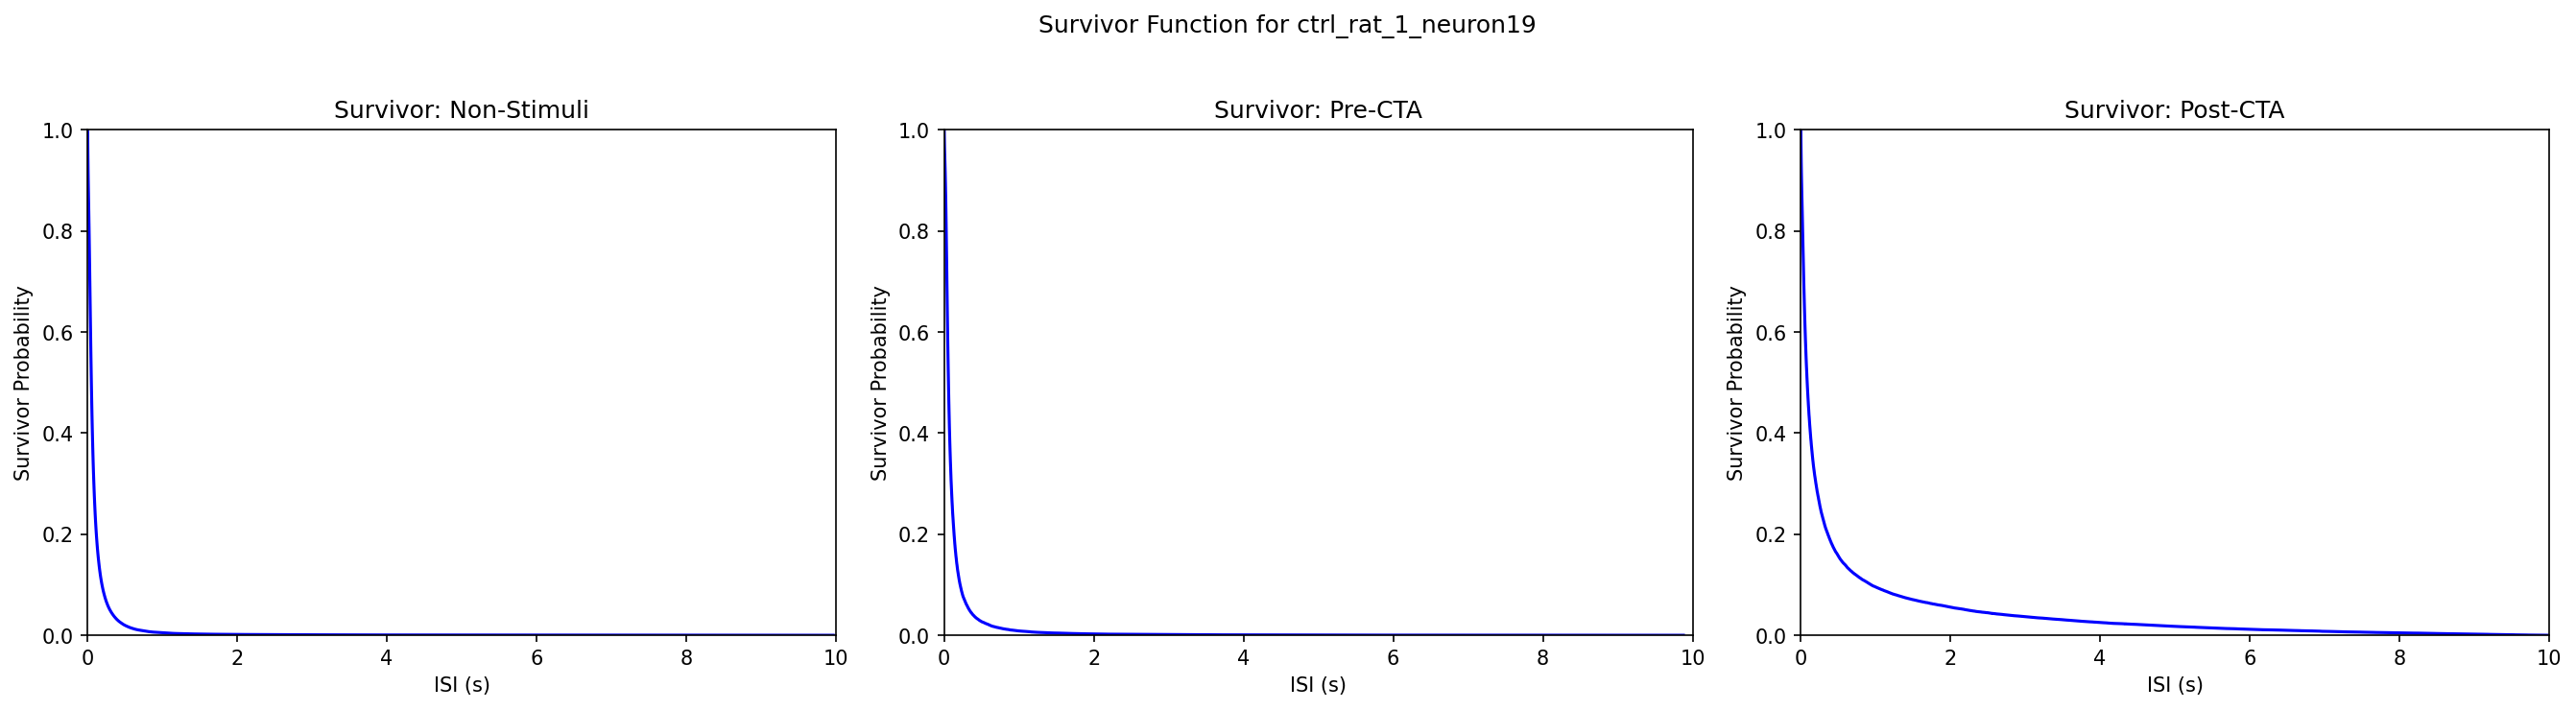 Survivor Function for ctrl_rat_1_neuron19
Survivor: Non-Stimuli
Survivor Probability
1.0
0.8
0.6
0.4
0.2
0.0
0 2 4 6 8 10
ISI (s)
Survivor: Pre-CTA
Survivor Probability
1.0
0.8
0.6
0.4
0.2
0.0
0 2 4 6 8 10
ISI (s)
Survivor: Post-CTA
Survivor Probability
1.0
0.8
0.6
0.4
0.2
0.0
0 2 4 6 8 10
ISI (s)